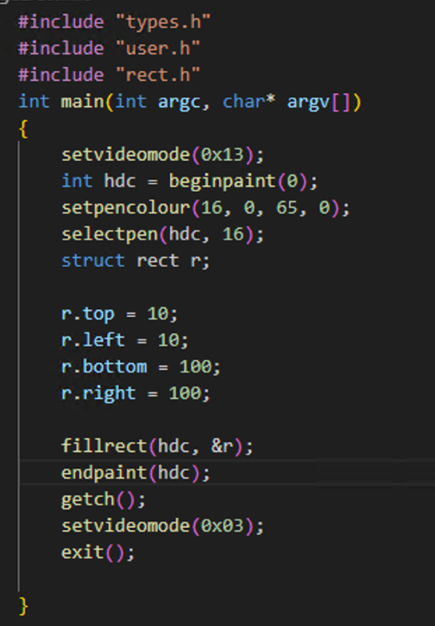 #include "types.h"
#include "user.h"
#include "rect.h"
int main(int argc, char* argv[])
{
    setvideomode(0x13);
    int hdc = beginpaint(0);
    setpencolour(16, 0, 65, 0);
    selectpen(hdc, 16);
    struct rect r;

    r.top = 10;
    r.left = 10;
    r.bottom = 100;
    r.right = 100;

    fillrect(hdc, &r);
    endpaint(hdc);
    getch();
    setvideomode(0x03);
    exit();

}